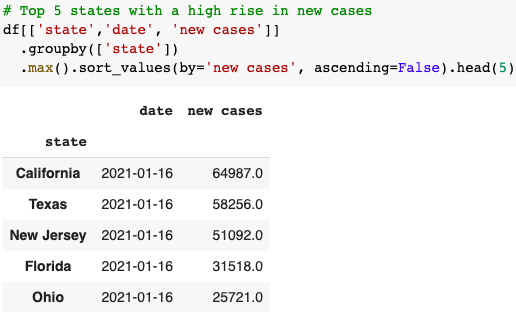 # Top 5 states with a high rise in new cases
df[['state','date', 'new cases']]
.groupby(['state'])
.max().sort_values(by='new cases', ascending=False).head(5)
date new cases
state
California 2021-01-16 64987.0
Texas 2021-01-16 58256.0
New Jersey 2021-01-16 51092.0
Florida 2021-01-16 31518.0
Ohio 2021-01-16 25721.0